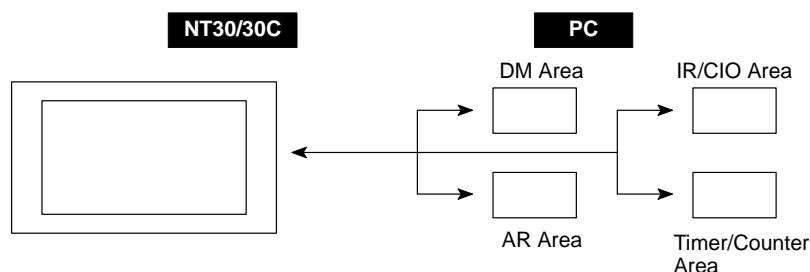 NT30/30C
PC
DM Area
IR/CIO Area
AR Area
Timer/Counter
Area